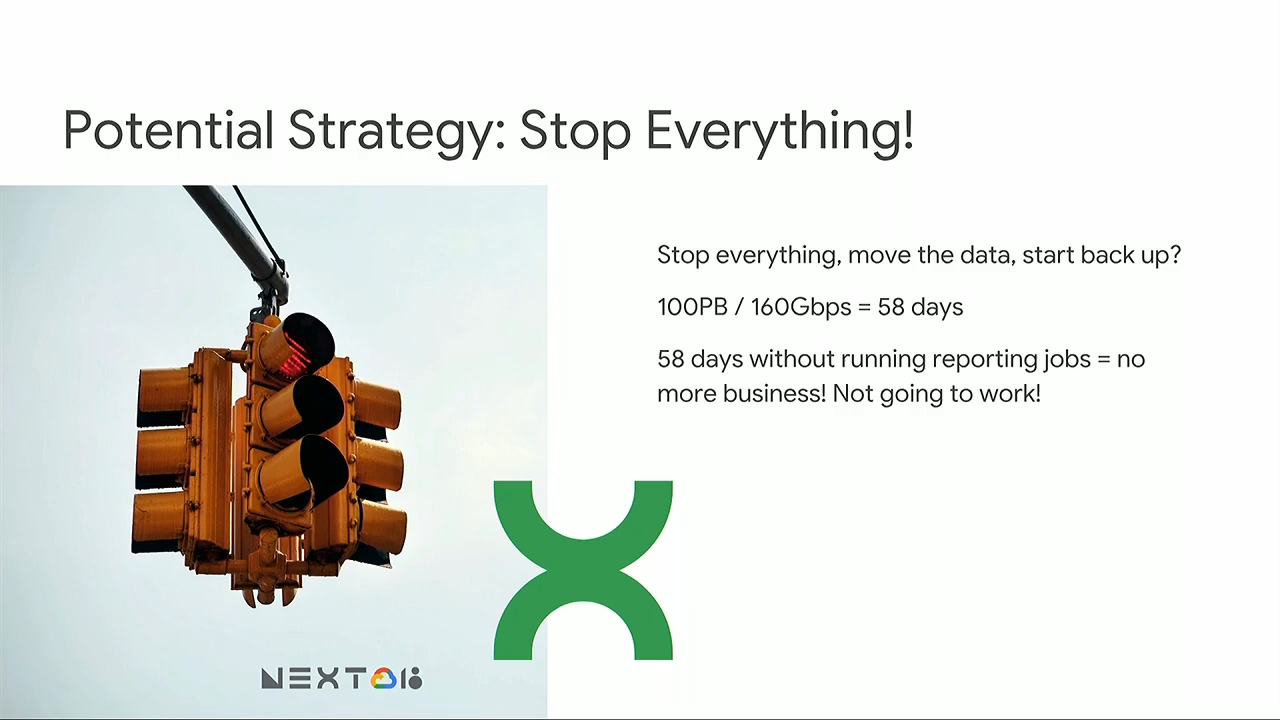 Potential Strategy: Stop Everything!
Stop everything, move the data, start back up?
100PB / 160Gbps = 58 days
58 days without running reporting jobs = no
more business! Not going to work!
NEXT 18